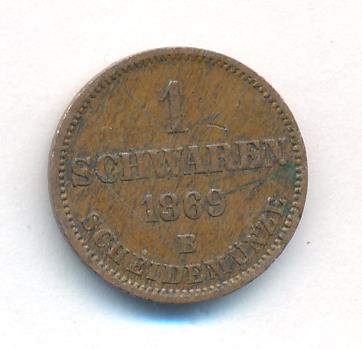 1
SCHWAREN
1869
B
SCHEIDEMÜNZE